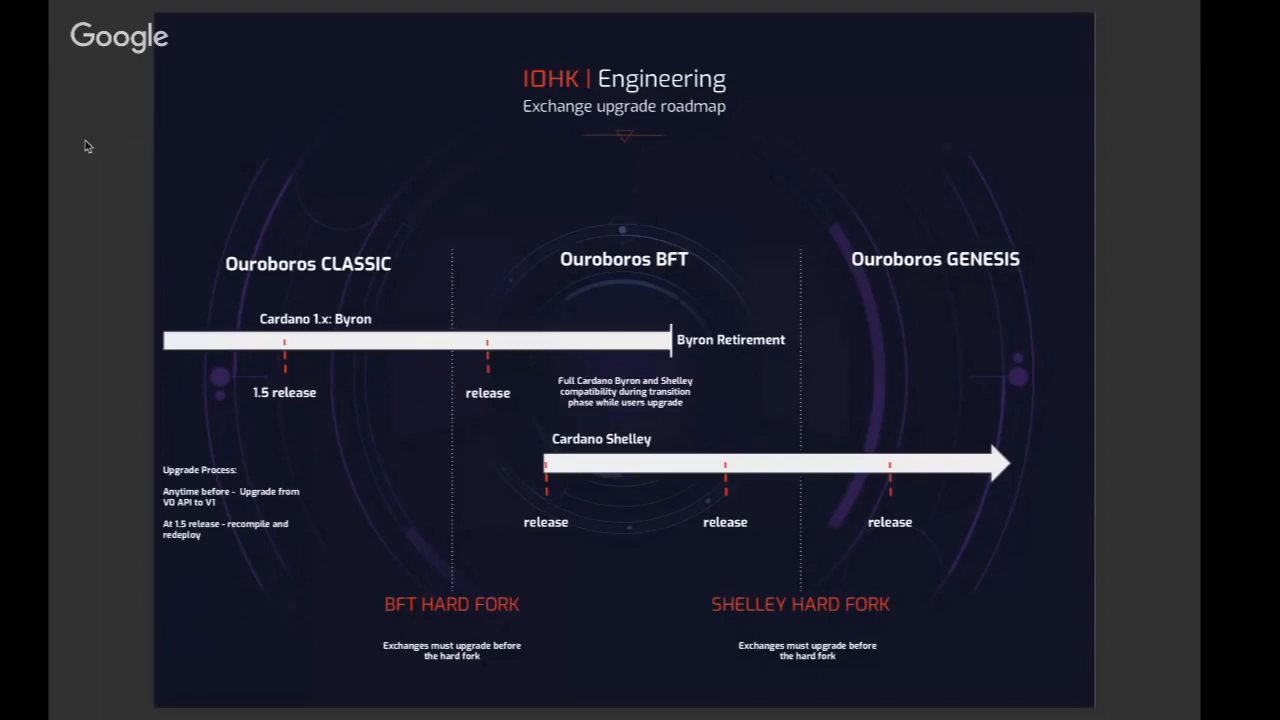 Google
IOHK | Engineering
Exchange upgrade roadmap
Ouroboros CLASSIC
Ouroboros BFT
Ouroboros GENESIS
Cardano 1.x: Byron
Byron Retirement
1.5 release
release
Full Cardano Byron and Shelley
compatibility during transition
phase while users upgrade
Cardano Shelley
Upgrade Process:
Anytime before - Upgrade from
V0 API to V1
At 1.5 release - recompile and
redeploy
release
release
release
BFT HARD FORK
SHELLEY HARD FORK
Exchanges must upgrade before
the hard fork
Exchanges must upgrade before
the hard fork